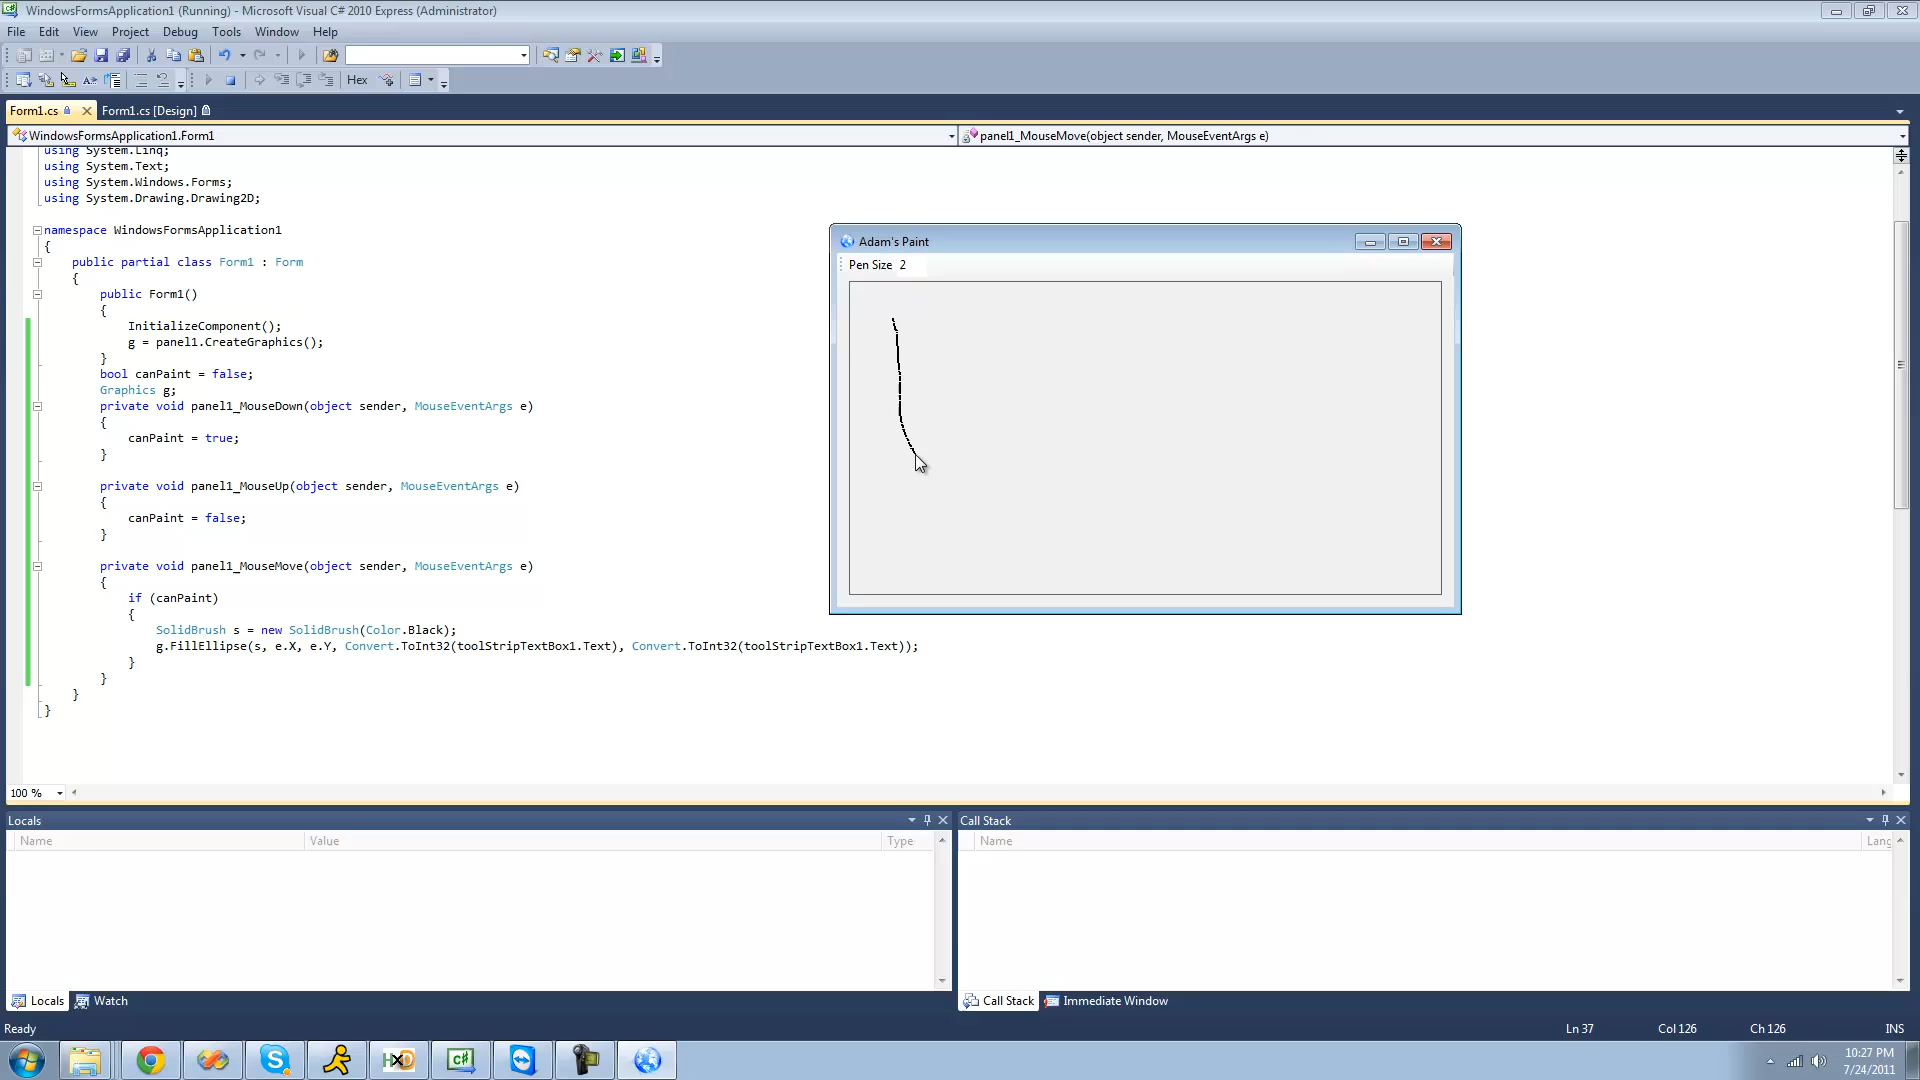 WindowsFormsApplication1 (Running) - Microsoft Visual C# 2010 Express (Administrator)
File Edit View Project Debug Tools Window Help
Hex
Form1.cs Form1.cs [Design]
WindowsFormsApplication1.Form1 panel1_MouseMove(object sender, MouseEventArgs e)
using System.Linq;
using System.Text;
using System.Windows.Forms;
using System.Drawing.Drawing2D;
namespace WindowsFormsApplication1
{
public partial class Form1 : Form
{
public Form1()
{
InitializeComponent();
g = panel1.CreateGraphics();
}
bool canPaint = false;
Graphics g;
private void panel1_MouseDown(object sender, MouseEventArgs e)
{
canPaint = true;
}
private void panel1_MouseUp(object sender, MouseEventArgs e)
{
canPaint = false;
}
private void panel1_MouseMove(object sender, MouseEventArgs e)
{
if (canPaint)
{
SolidBrush s = new SolidBrush(Color.Black);
g.FillEllipse(s, e.X, e.Y, Convert.ToInt32(toolStripTextBox1.Text), Convert.ToInt32(toolStripTextBox1.Text));
}
}
}
}
Adam's Paint
Pen Size 2
100 %
Locals
Name Value Type
Call Stack
Name Lang
Locals Watch
Call Stack Immediate Window
Ready Ln 37 Col 126 Ch 126 INS
10:27 PM
7/24/2011